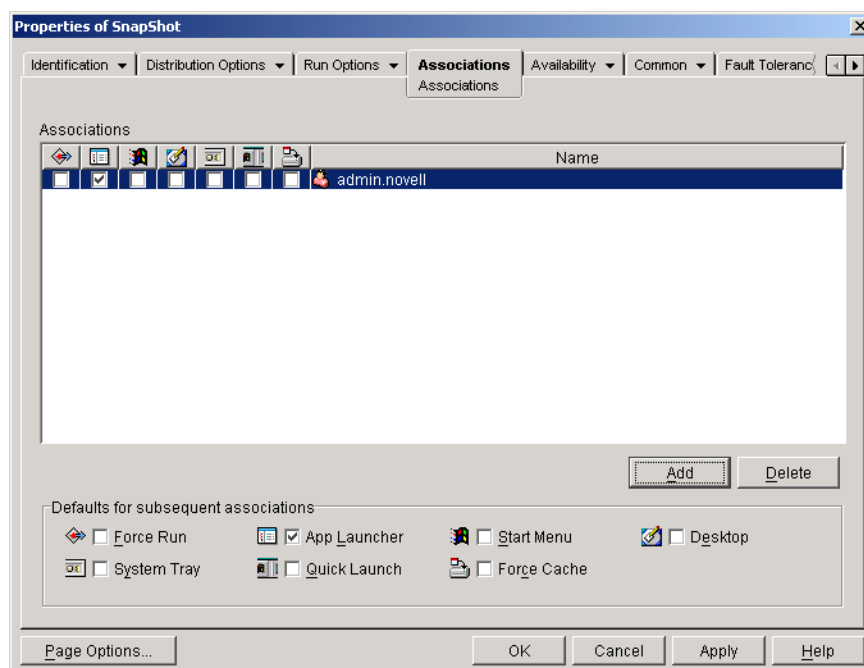 Properties of SnapShot
Identification Distribution Options Run Options Associations Availability Common Fault Toleranc
Associations
Associations
Name
admin.novell
Add Delete
Defaults for subsequent associations
Force Run App Launcher Start Menu Desktop
System Tray Quick Launch Force Cache
Page Options... OK Cancel Apply Help